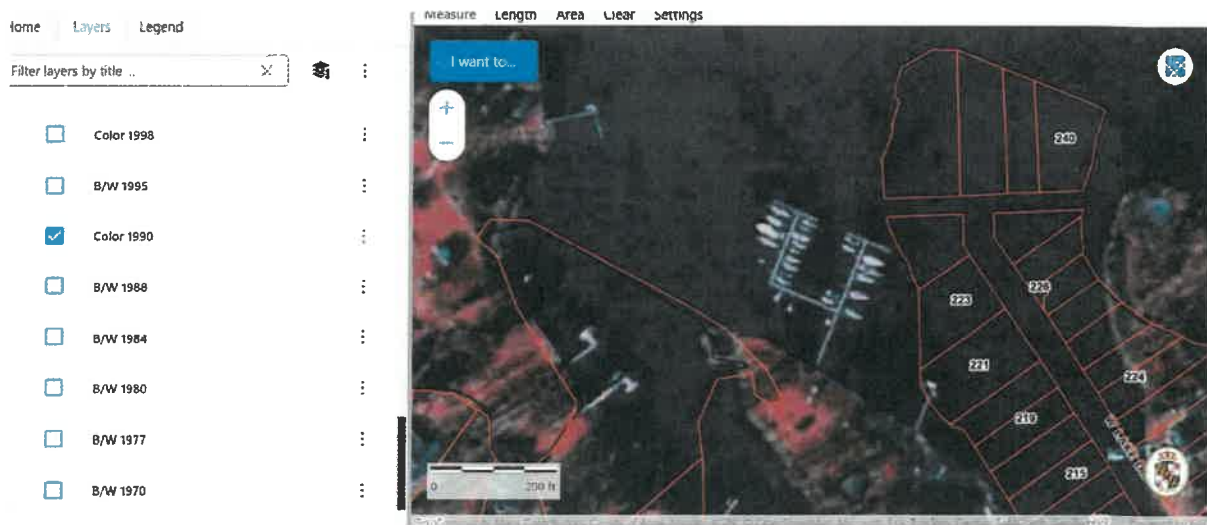 Home Layers Legend
Measure Length Area Clear Settings
Filter layers by title ..
I want to...
Color 1998
B/W 1995
Color 1990
B/W 1988
B/W 1984
B/W 1980
B/W 1977
B/W 1970
240
226
223
221
224
219
215
0 200 ft